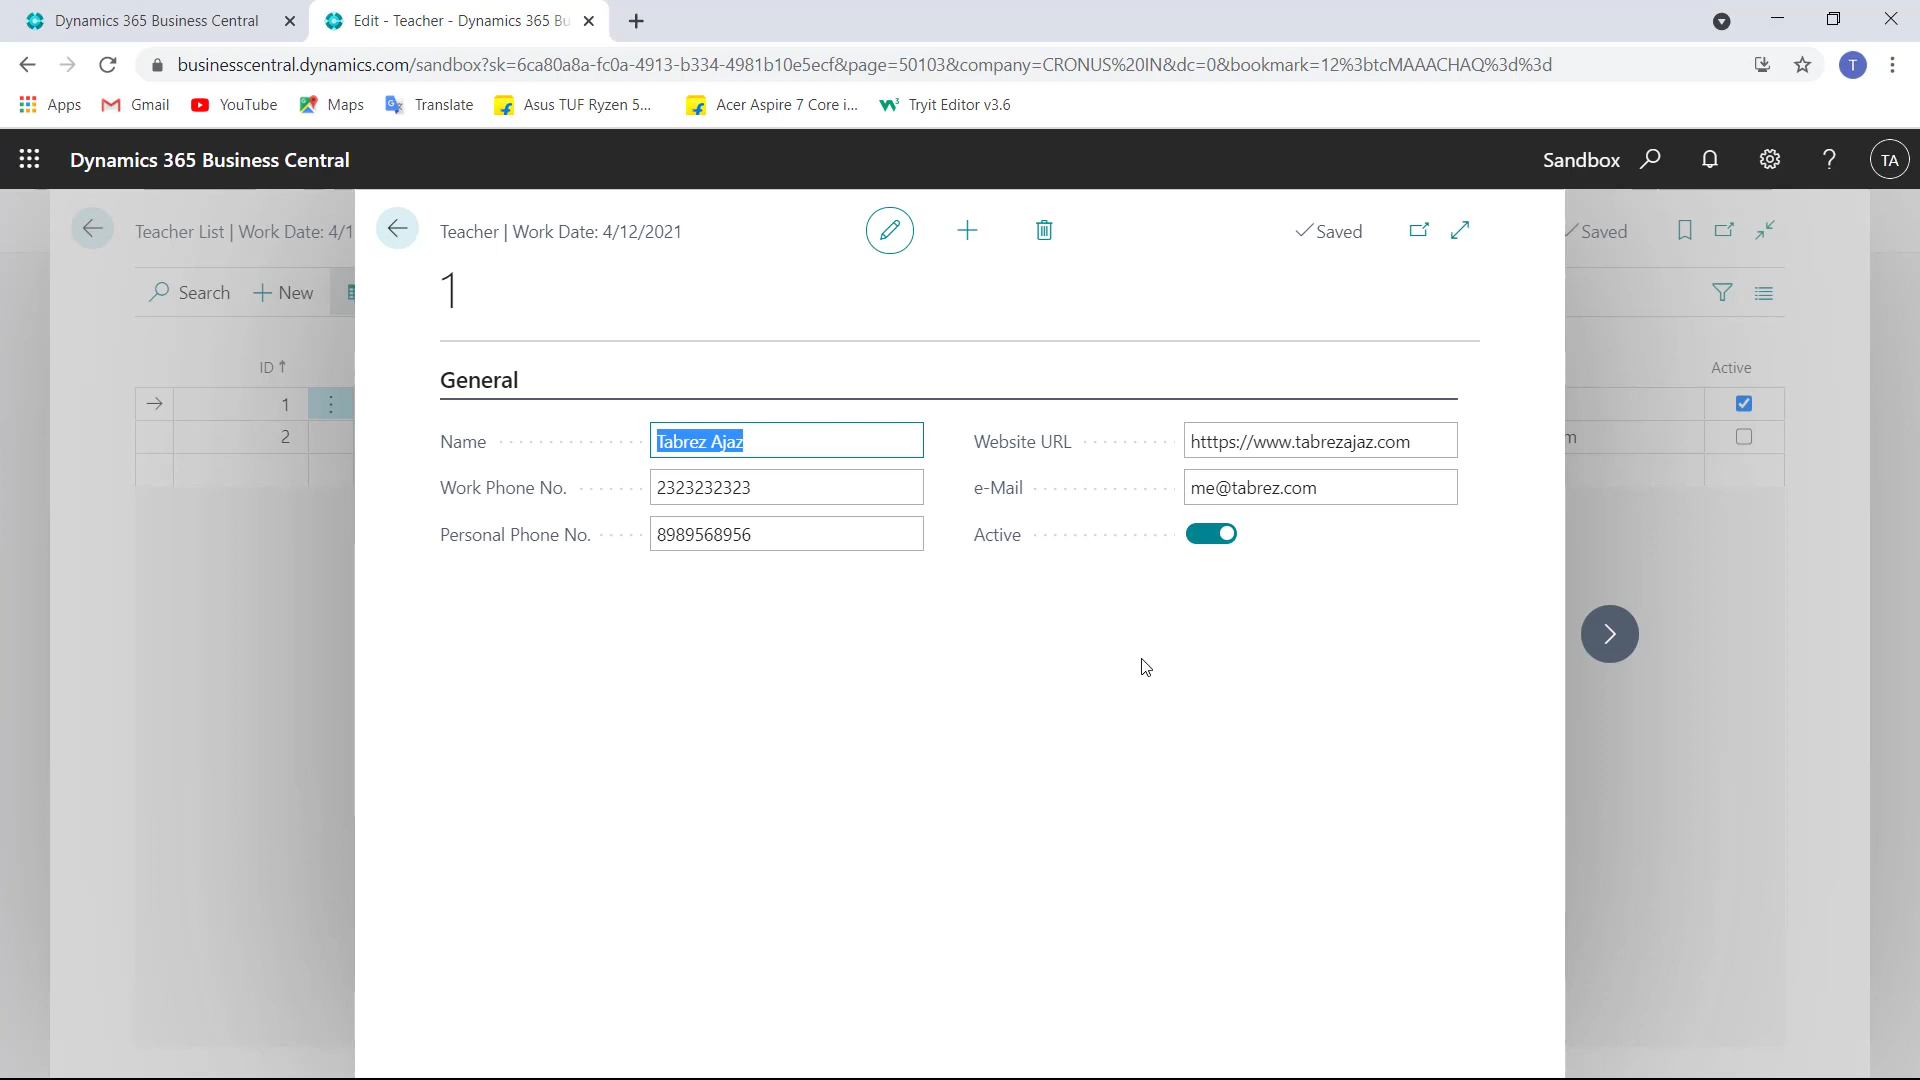 Dynamics 365 Business Central
Edit - Teacher - Dynamics 365 Bu
businesscentral.dynamics.com/sandbox?sk=6ca80a8a-fc0a-4913-b334-4981b10e5ecf&page=50103&company=CRONUS%20IN&dc=0&bookmark=12%3btcMAAACHAQ%3d%3d
T
Apps
Gmail
YouTube
Maps
Translate
Asus TUF Ryzen 5...
Acer Aspire 7 Core i...
Tryit Editor v3.6
Dynamics 365 Business Central
Sandbox
?
TA
Teacher List | Work Date: 4/1
Teacher | Work Date: 4/12/2021
Saved
Saved
Search
New
1
ID
Active
1
2
m
General
Name
Tabrez Ajaz
Website URL
htttps://www.tabrezajaz.com
Work Phone No.
2323232323
e-Mail
me@tabrez.com
Personal Phone No.
8989568956
Active